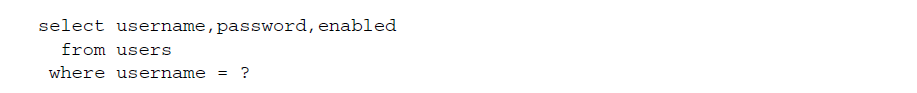 select username,password,enabled
from users
where username = ?